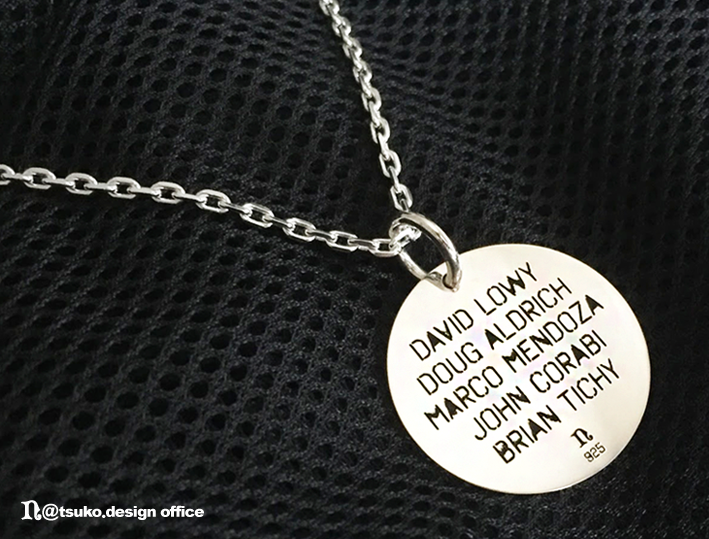 DAVID LOWY
DOUG ALDRICH
MARCO MENDOZA
JOHN CORABI
BRIAN TICHY
n
925
n@tsuko.design office